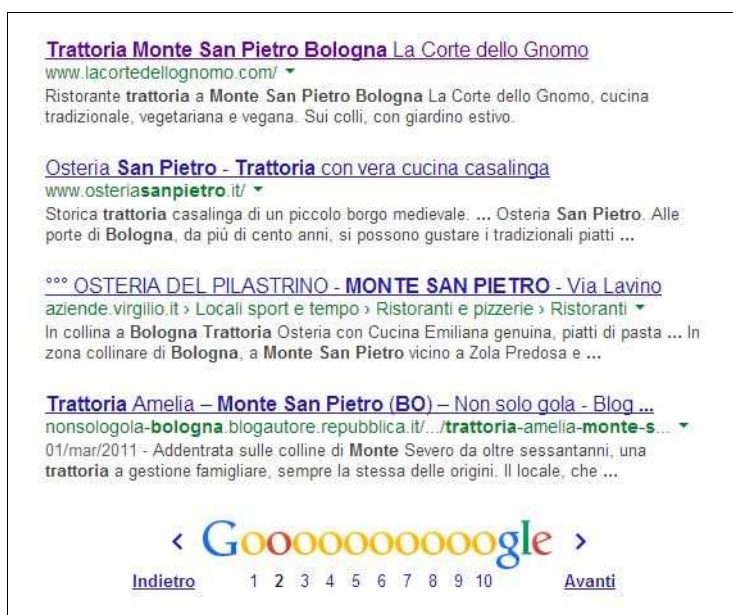 Trattoria Monte San Pietro Bologna La Corte dello Gnomo
www.lacortedellognomo.com/
Ristorante trattoria a Monte San Pietro Bologna La Corte dello Gnomo, cucina
tradizionale, vegetariana e vegana. Sui colli, con giardino estivo.
Osteria San Pietro - Trattoria con vera cucina casalinga
www.osteriasanpietro.it/
Storica trattoria casalinga di un piccolo borgo medievale. ... Osteria San Pietro. Alle
porte di Bologna, da piú di cento anni, si possono gustare i tradizionali piatti ...
°°° OSTERIA DEL PILASTRINO - MONTE SAN PIETRO - Via Lavino
aziende.virgilio.it › Locali sport e tempo › Ristoranti e pizzerie › Ristoranti
In collina a Bologna Trattoria Osteria con Cucina Emiliana genuina, piatti di pasta ... In
zona collinare di Bologna, a Monte San Pietro vicino a Zola Predosa e ...
Trattoria Amelia – Monte San Pietro (BO) – Non solo gola - Blog ...
nonsologola-bologna.blogautore.repubblica.it/.../trattoria-amelia-monte-s...
01/mar/2011 - Addentrata sulle colline di Monte Severo da oltre sessantanni, una
trattoria a gestione famigliare, sempre la stessa delle origini. Il locale, che ...
< Goooooooooogle >
Indietro 1 2 3 4 5 6 7 8 9 10 Avanti